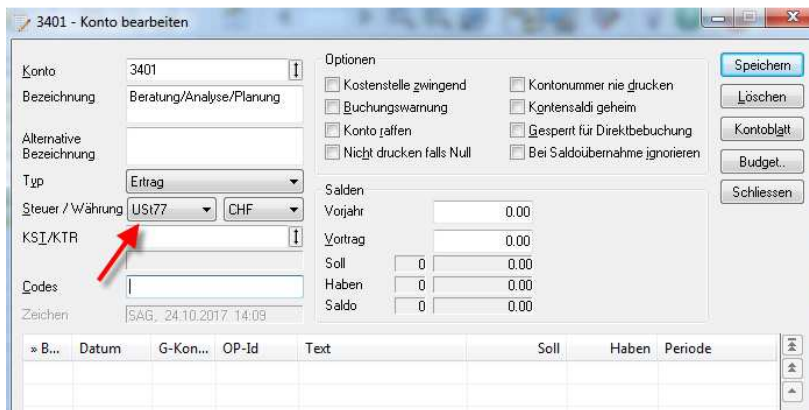 3401 - Konto bearbeiten
Konto 3401
Bezeichnung Beratung/Analyse/Planung
Alternative
Bezeichnung
Typ Ertrag
Steuer / Währung USt77 CHF
KST/KTR
Codes
Zeichen SAG, 24.10.2017 14:09
Optionen
Kostenstelle zwingend Kontonummer nie drucken
Buchungswarnung Kontensaldi geheim
Konto raffen Gesperrt für Direktbebuchung
Nicht drucken falls Null Bei Saldoübernahme ignorieren
Salden
Vorjahr 0.00
Vortrag 0.00
Soll 0 0.00
Haben 0 0.00
Saldo 0 0.00
Speichern
Löschen
Kontoblatt
Budget..
Schliessen
» B... Datum G-Kon... OP-Id Text Soll Haben Periode